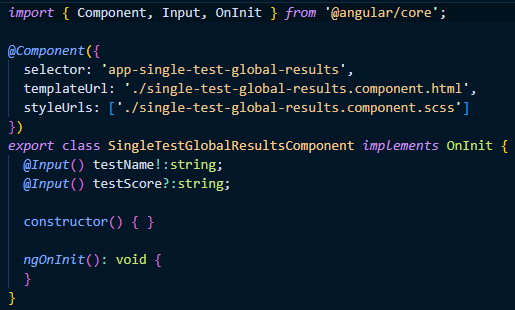 import { Component, Input, OnInit } from '@angular/core';
@Component({
selector: 'app-single-test-global-results',
templateUrl: './single-test-global-results.component.html',
styleUrls: ['./single-test-global-results.component.scss']
})
export class SingleTestGlobalResultsComponent implements OnInit {
@Input() testName!:string;
@Input() testScore?:string;
constructor() { }
ngOnInit(): void {
}
}